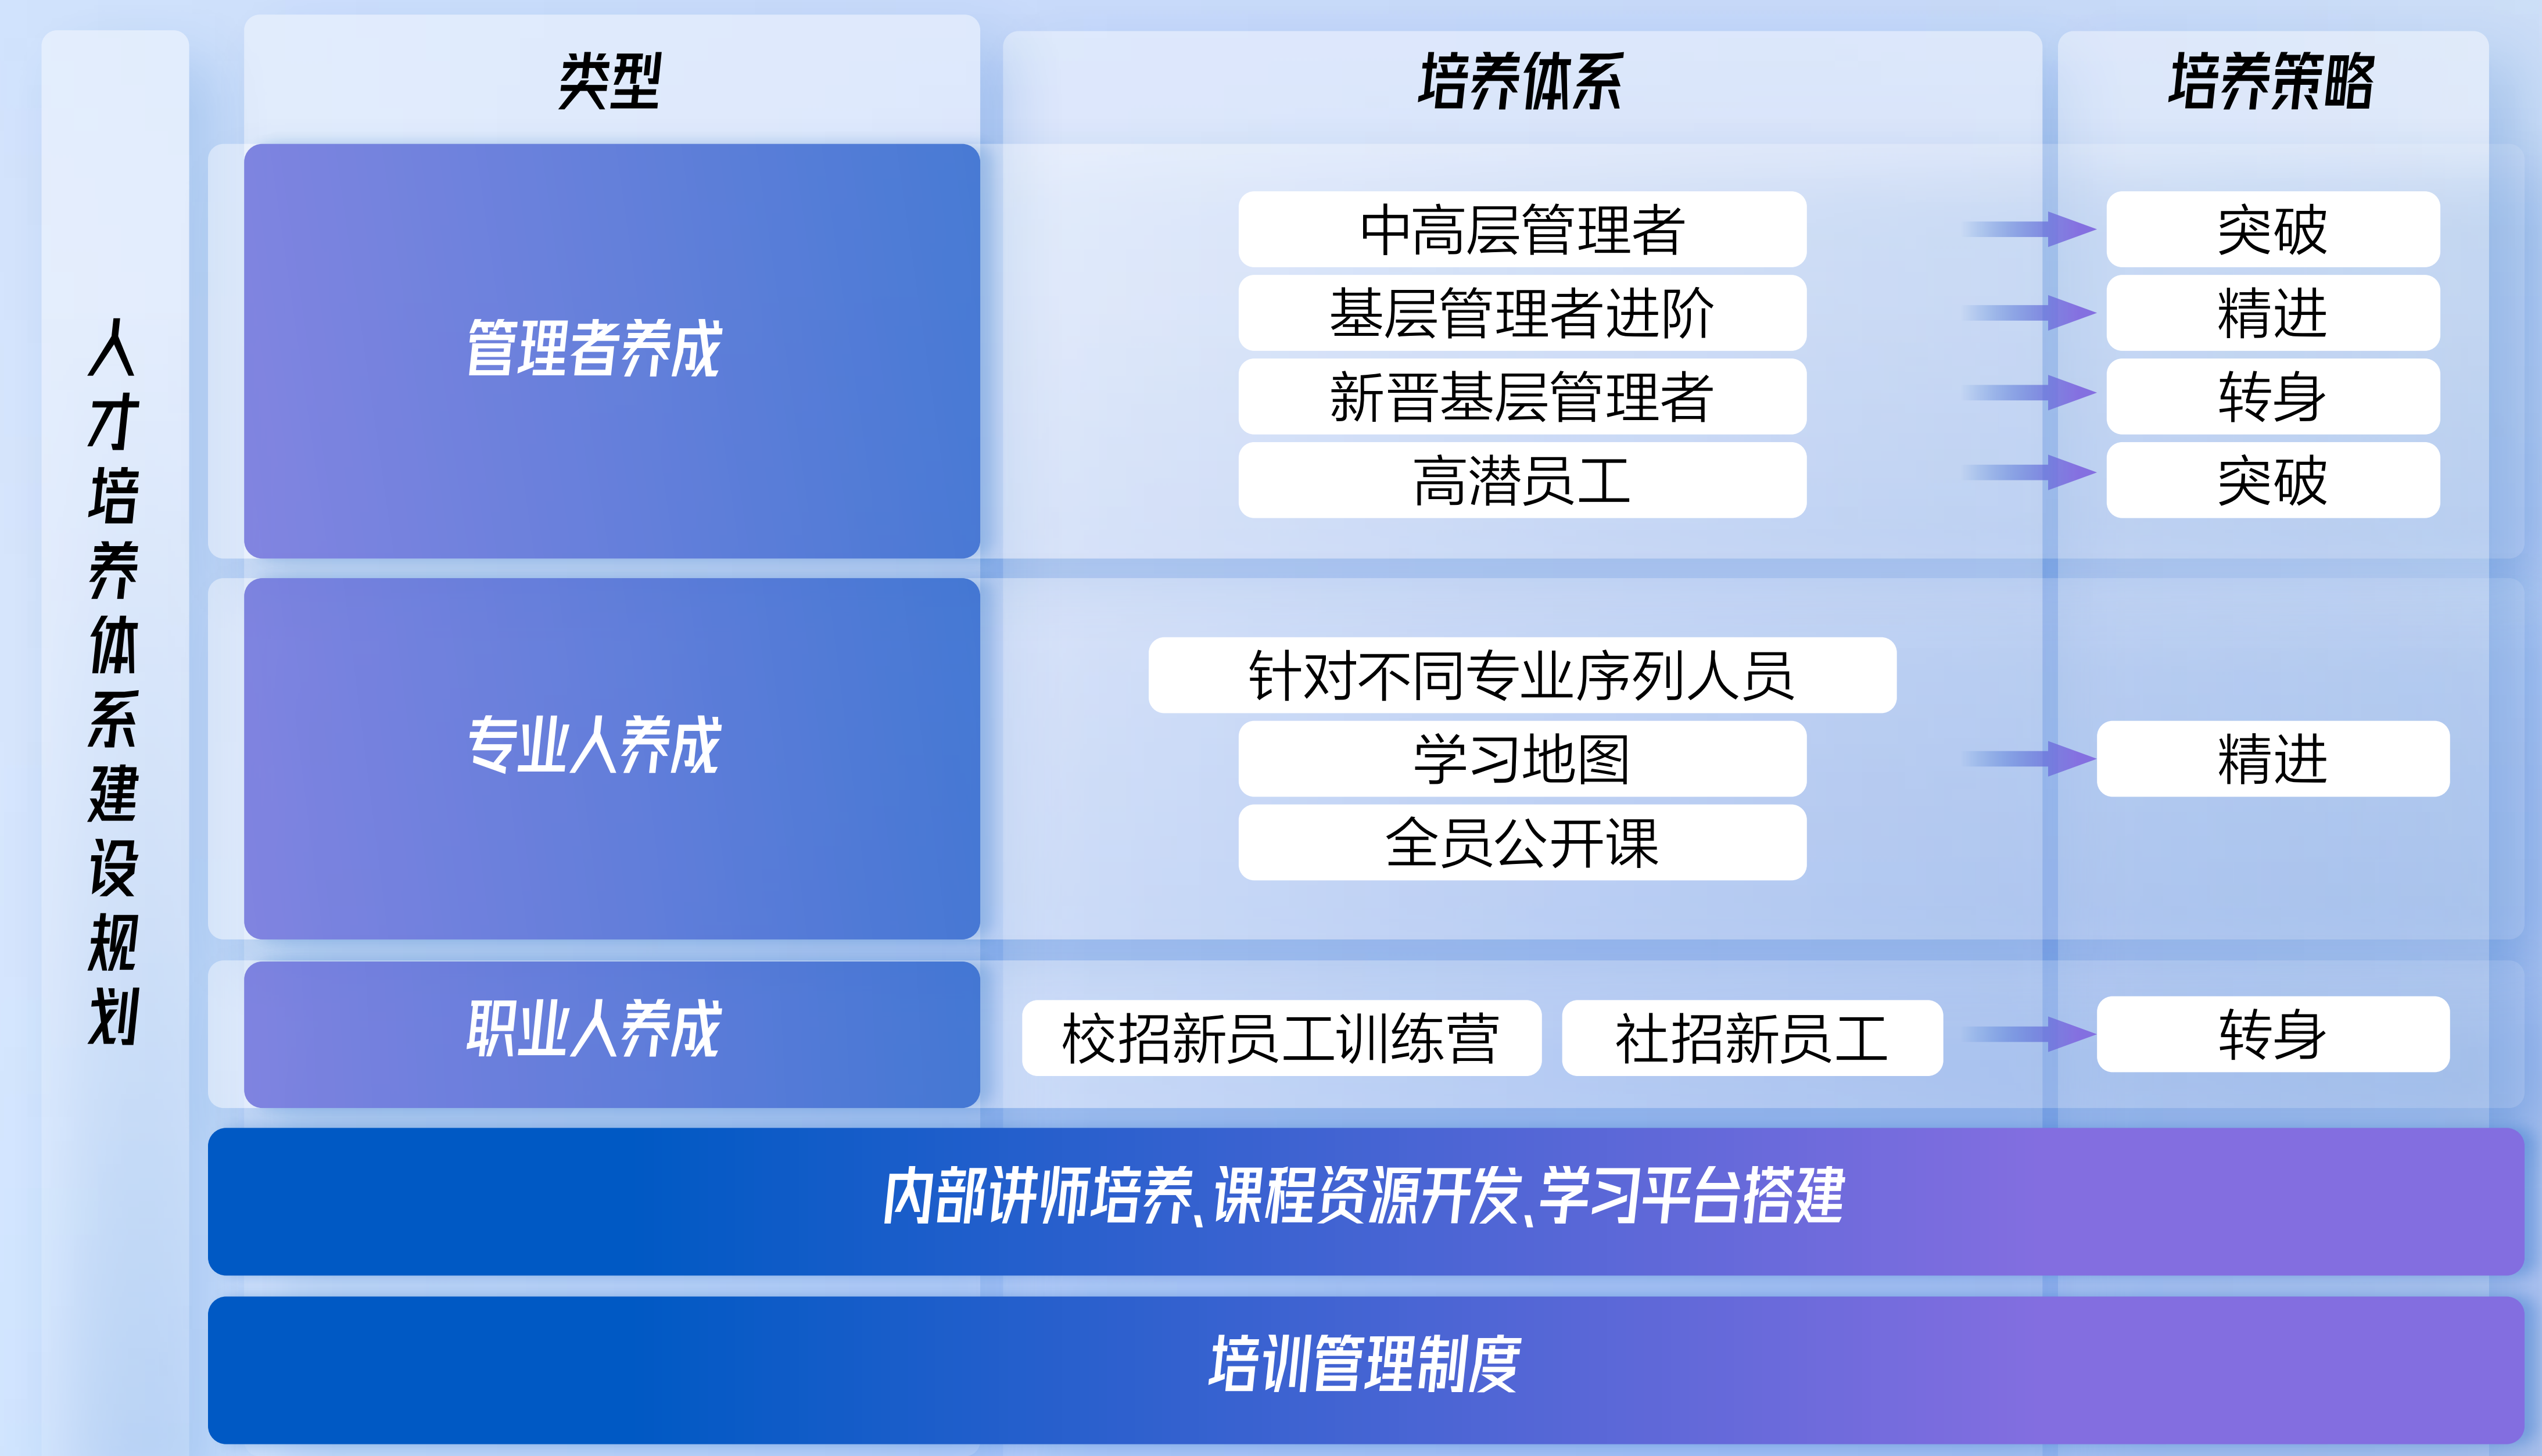 人才培养体系建设规划
类型
培养体系
培养策略
管理者养成
中高层管理者
突破
基层管理者进阶
精进
新晋基层管理者
转身
高潜员工
突破
专业人养成
针对不同专业序列人员
学习地图
精进
全员公开课
职业人养成
校招新员工训练营
社招新员工
转身
内部讲师培养、课程资源开发、学习平台搭建
培训管理制度